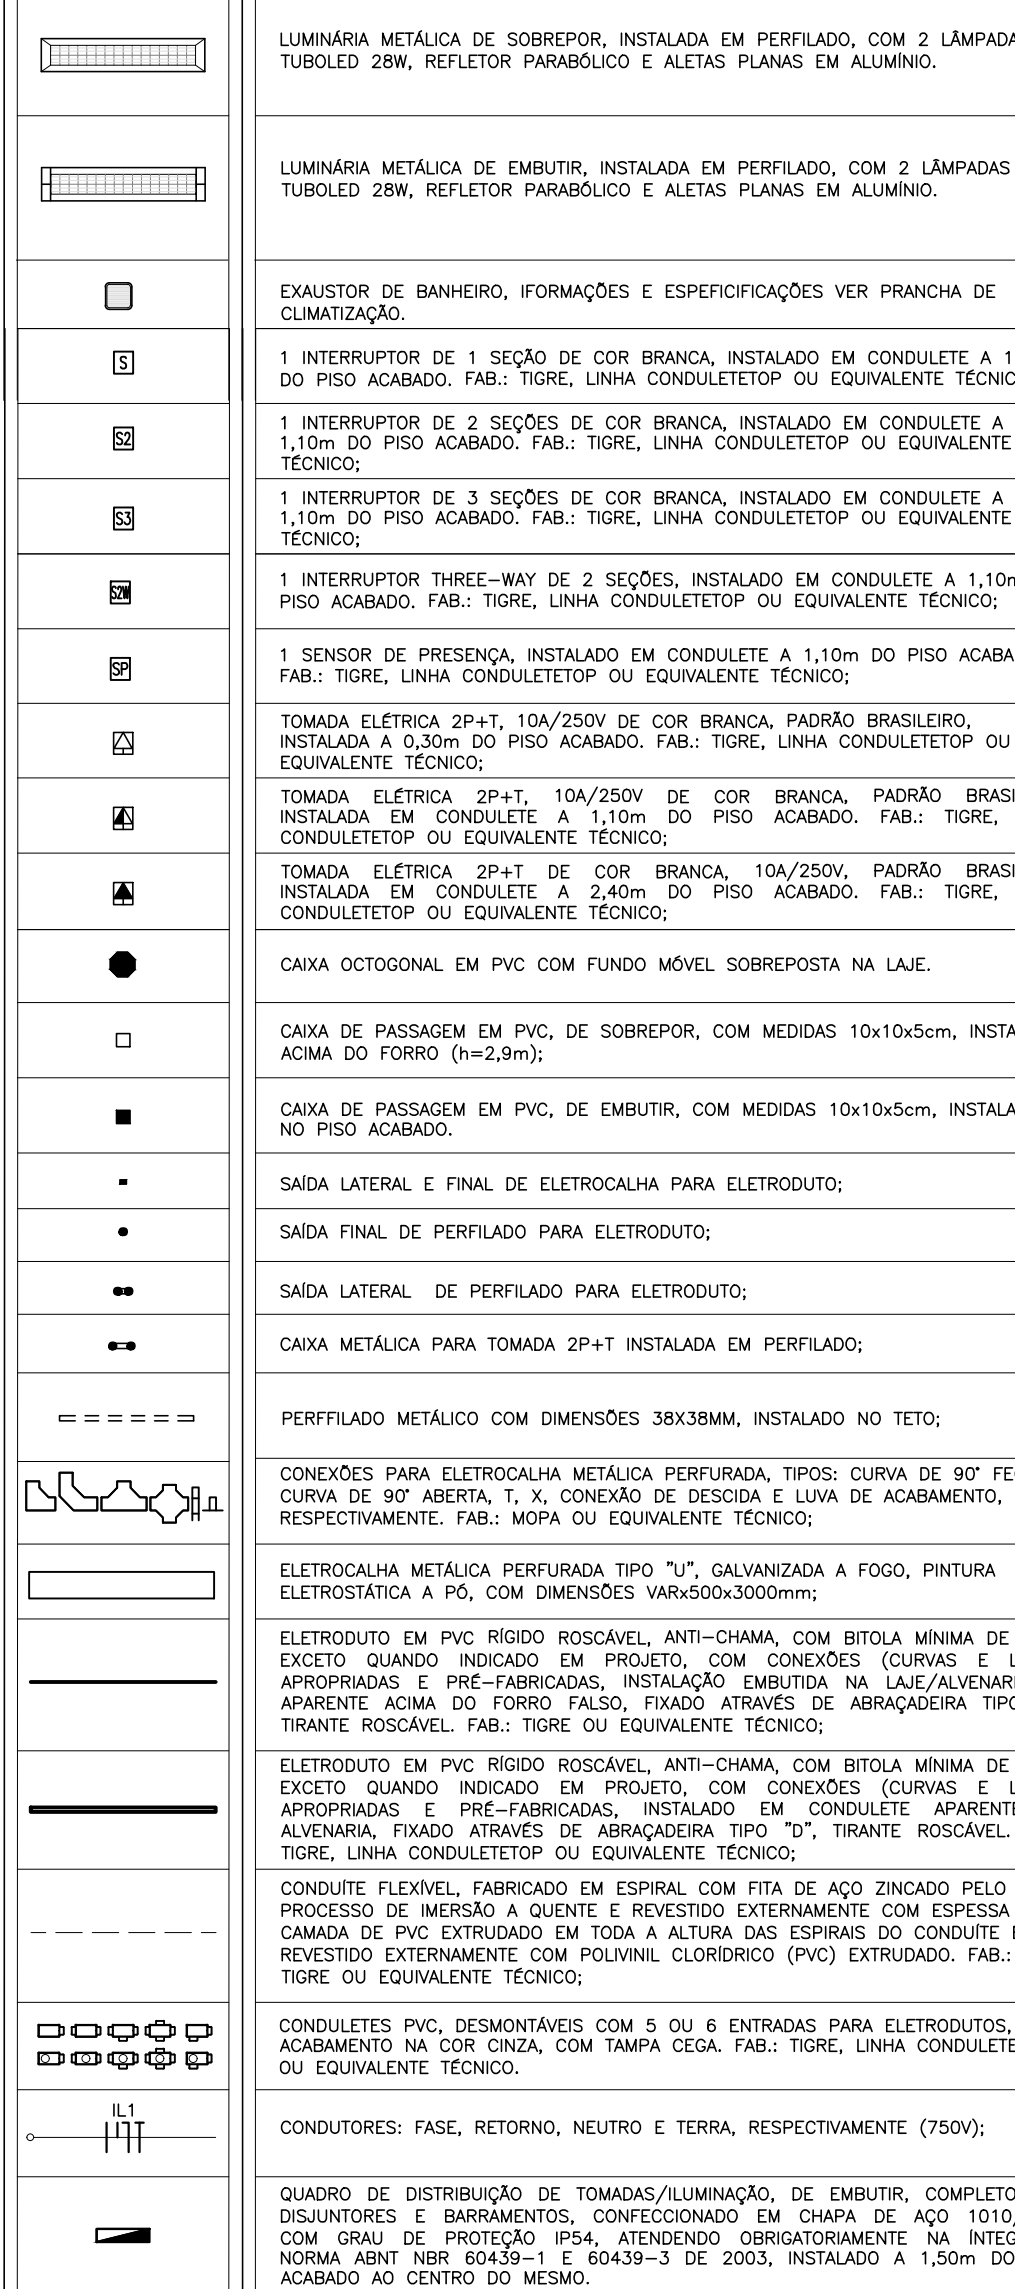 LUMINÁRIA METÁLICA DE SOBREPOR, INSTALADA EM PERFILADO, COM 2
TUBOLED 28W, REFLETOR PARABÓLICO E ALETAS PLANAS EM ALUMÍNIO.
LUMINÁRIA METÁLICA DE EMBUTIR, INSTALADA EM PERFILADO, COM 2 LÂMPADAS
TUBOLED 28W, REFLETOR PARABÓLICO E ALETAS PLANAS EM ALUMÍNIO.
EXAUSTOR DE BANHEIRO, IFORMAÇÕES E ESPEFICIFICAÇÕES VER PRANCHA DE
CLIMATIZAÇÃO.
S
1 INTERRUPTOR DE 1 SEÇÃO DE COR BRANCA, INSTALADO EM CONDULETE A
DO PISO ACABADO. FAB.: TIGRE, LINHA CONDULETETOP OU EQUIVALENTE
S2
1 INTERRUPTOR DE 2 SEÇÕES DE COR BRANCA, INSTALADO EM CONDULETE A
1,10m DO PISO ACABADO. FAB.: TIGRE, LINHA CONDULETETOP OU EQUIVALENTE
TÉCNICO;
S3
1 INTERRUPTOR DE 3 SEÇÕES DE COR BRANCA, INSTALADO EM CONDULETE A
1,10m DO PISO ACABADO. FAB.: TIGRE, LINHA CONDULETETOP OU EQUIVALENTE
TÉCNICO;
S2W
1 INTERRUPTOR THREE-WAY DE 2 SEÇÕES, INSTALADO EM CONDULETE A 1,10m
PISO ACABADO. FAB.: TIGRE, LINHA CONDULETETOP OU EQUIVALENTE TÉCNICO;
SP
1 SENSOR DE PRESENÇA, INSTALADO EM CONDULETE A 1,10m DO PISO
FAB.: TIGRE, LINHA CONDULETETOP OU EQUIVALENTE TÉCNICO;
TOMADA ELÉTRICA 2P+T, 10A/250V DE COR BRANCA, PADRÃO BRASILEIRO,
INSTALADA A 0,30m DO PISO ACABADO. FAB.: TIGRE, LINHA CONDULETETOP OU
EQUIVALENTE TÉCNICO;
TOMADA ELÉTRICA 2P+T, 10A/250V DE COR BRANCA, PADRÃO
INSTALADA EM CONDULETE A 1,10m DO PISO ACABADO. FAB.: TIGRE,
CONDULETETOP OU EQUIVALENTE TÉCNICO;
TOMADA ELÉTRICA 2P+T DE COR BRANCA, 10A/250V, PADRÃO
INSTALADA EM CONDULETE A 2,40m DO PISO ACABADO. FAB.: TIGRE,
CONDULETETOP OU EQUIVALENTE TÉCNICO;
CAIXA OCTOGONAL EM PVC COM FUNDO MÓVEL SOBREPOSTA NA LAJE.
CAIXA DE PASSAGEM EM PVC, DE SOBREPOR, COM MEDIDAS 10x10x5cm,
ACIMA DO FORRO (h=2,9m);
CAIXA DE PASSAGEM EM PVC, DE EMBUTIR, COM MEDIDAS 10x10x5cm,
NO PISO ACABADO.
SAÍDA LATERAL E FINAL DE ELETROCALHA PARA ELETRODUTO;
SAÍDA FINAL DE PERFILADO PARA ELETRODUTO;
SAÍDA LATERAL DE PERFILADO PARA ELETRODUTO;
CAIXA METÁLICA PARA TOMADA 2P+T INSTALADA EM PERFILADO;
PERFFILADO METÁLICO COM DIMENSÕES 38X38MM, INSTALADO NO TETO;
CONEXÕES PARA ELETROCALHA METÁLICA PERFURADA, TIPOS: CURVA DE 90°
CURVA DE 90° ABERTA, T, X, CONEXÃO DE DESCIDA E LUVA DE ACABAMENTO,
RESPECTIVAMENTE. FAB.: MOPA OU EQUIVALENTE TÉCNICO;
ELETROCALHA METÁLICA PERFURADA TIPO "U", GALVANIZADA A FOGO, PINTURA
ELETROSTÁTICA A PÓ, COM DIMENSÕES VARx500x3000mm;
ELETRODUTO EM PVC RÍGIDO ROSCÁVEL, ANTI-CHAMA, COM BITOLA MÍNIMA DE
EXCETO QUANDO INDICADO EM PROJETO, COM CONEXÕES (CURVAS E
APROPRIADAS E PRÉ-FABRICADAS, INSTALAÇÃO EMBUTIDA NA
APARENTE ACIMA DO FORRO FALSO, FIXADO ATRAVÉS DE ABRAÇADEIRA TIPO
TIRANTE ROSCÁVEL. FAB.: TIGRE OU EQUIVALENTE TÉCNICO;
ELETRODUTO EM PVC RÍGIDO ROSCÁVEL, ANTI-CHAMA, COM BITOLA MÍNIMA DE
EXCETO QUANDO INDICADO EM PROJETO, COM CONEXÕES (CURVAS E
APROPRIADAS E PRÉ-FABRICADAS, INSTALADO EM CONDULETE APARENTE
ALVENARIA, FIXADO ATRAVÉS DE ABRAÇADEIRA TIPO "D", TIRANTE ROSCÁVEL.
TIGRE, LINHA CONDULETETOP OU EQUIVALENTE TÉCNICO;
CONDUÍTE FLEXÍVEL, FABRICADO EM ESPIRAL COM FITA DE AÇO ZINCADO PELO
PROCESSO DE IMERSÃO A QUENTE E REVESTIDO EXTERNAMENTE COM ESPESSA
CAMADA DE PVC EXTRUDADO EM TODA A ALTURA DAS ESPIRAIS DO CONDUÍTE E
REVESTIDO EXTERNAMENTE COM POLIVINIL CLORÍDRICO (PVC) EXTRUDADO. FAB.:
TIGRE OU EQUIVALENTE TÉCNICO;
CONDULETES PVC, DESMONTÁVEIS COM 5 OU 6 ENTRADAS PARA ELETRODUTOS,
ACABAMENTO NA COR CINZA, COM TAMPA CEGA. FAB.: TIGRE, LINHA
OU EQUIVALENTE TÉCNICO.
IL1
CONDUTORES: FASE, RETORNO, NEUTRO E TERRA, RESPECTIVAMENTE (750V);
QUADRO DE DISTRIBUIÇÃO DE TOMADAS/ILUMINAÇÃO, DE EMBUTIR, COMPLETO
DISJUNTORES E BARRAMENTOS, CONFECCIONADO EM CHAPA DE AÇO 1010
COM GRAU DE PROTEÇÃO IP54, ATENDENDO OBRIGATORIAMENTE NA
NORMA ABNT NBR 60439-1 E 60439-3 DE 2003, INSTALADO A 1,50m DO
ACABADO AO CENTRO DO MESMO.